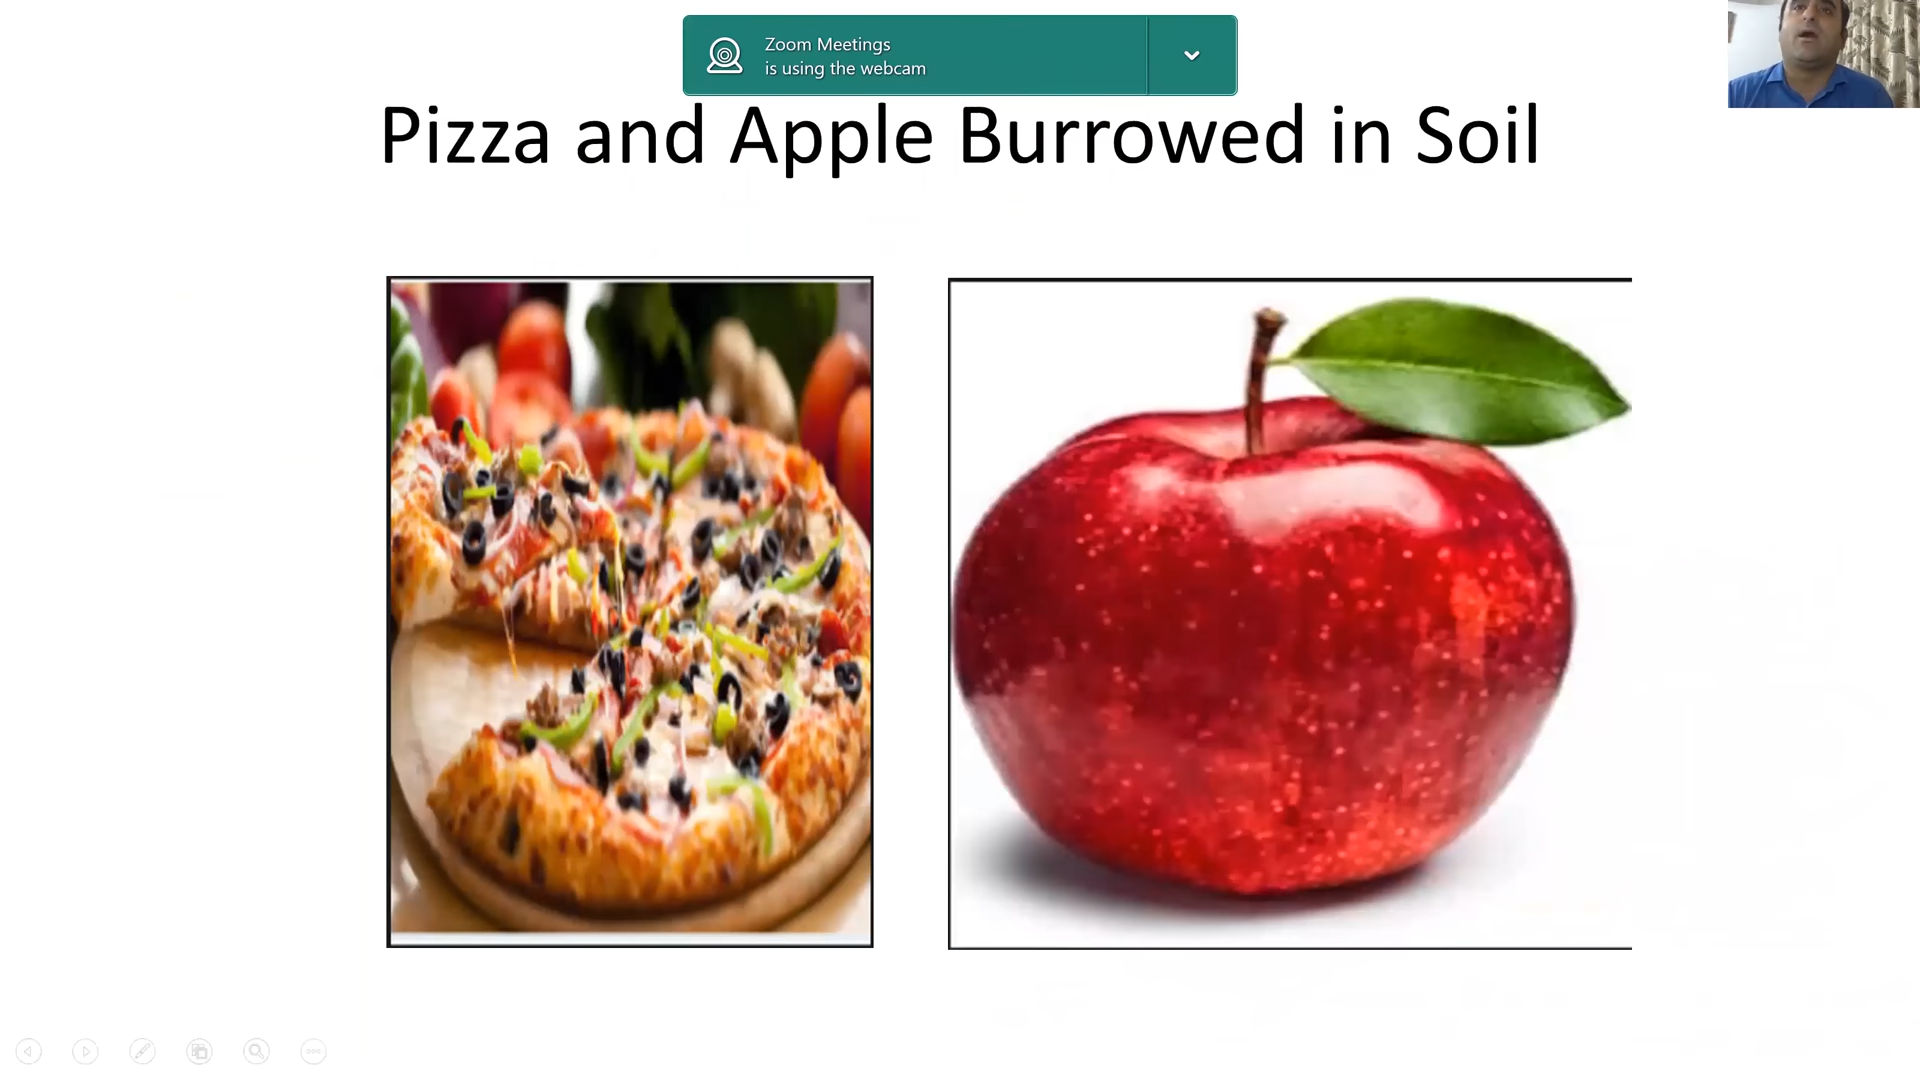 Zoom Meetings
is using the webcam
Pizza and Apple Burrowed in Soil